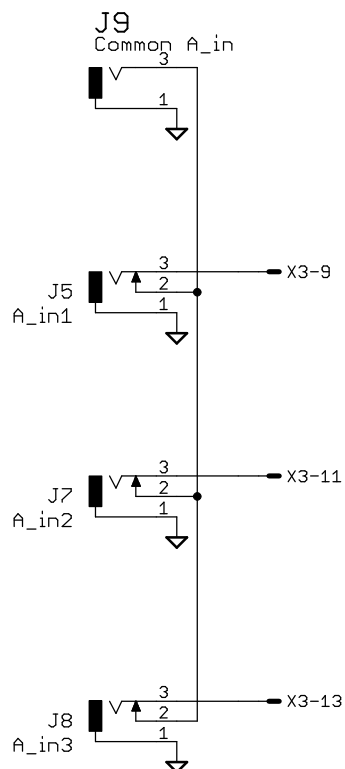 J9
Common A_in
3
1
3
X3-9
2
J5
1
A_in1
3
X3-11
2
J7
1
A_in2
3
X3-13
2
J8
1
A_in3